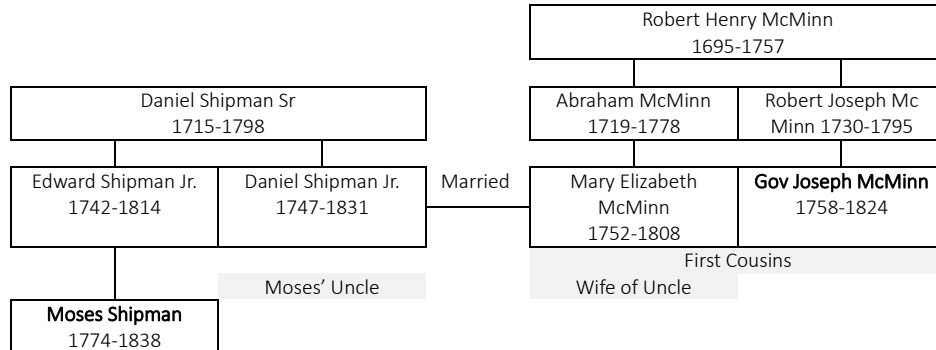 Robert Henry McMinn
1695-1757
Daniel Shipman Sr
1715-1798
Abraham McMinn
1719-1778
Robert Joseph Mc
Minn 1730-1795
Edward Shipman Jr.
1742-1814
Daniel Shipman Jr.
1747-1831
Married
Mary Elizabeth
McMinn
1752-1808
Gov Joseph McMinn
1758-1824
First Cousins
Moses' Uncle
Wife of Uncle
Moses Shipman
1774-1838